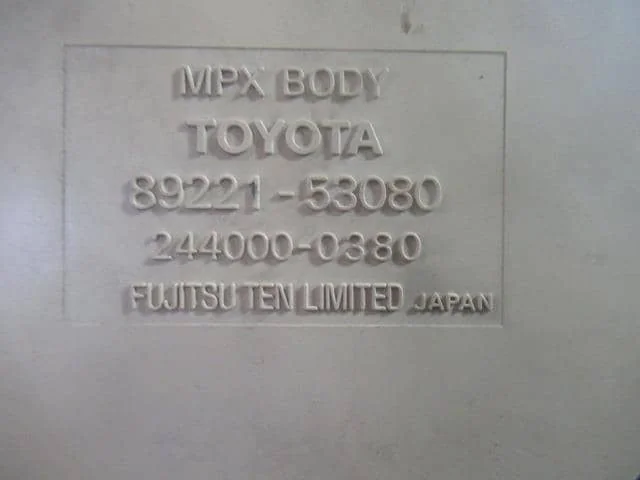 MPX BODY
TOYOTA
89221-53080
244000-0380
FUJITSU TEN LIMITED JAPAN